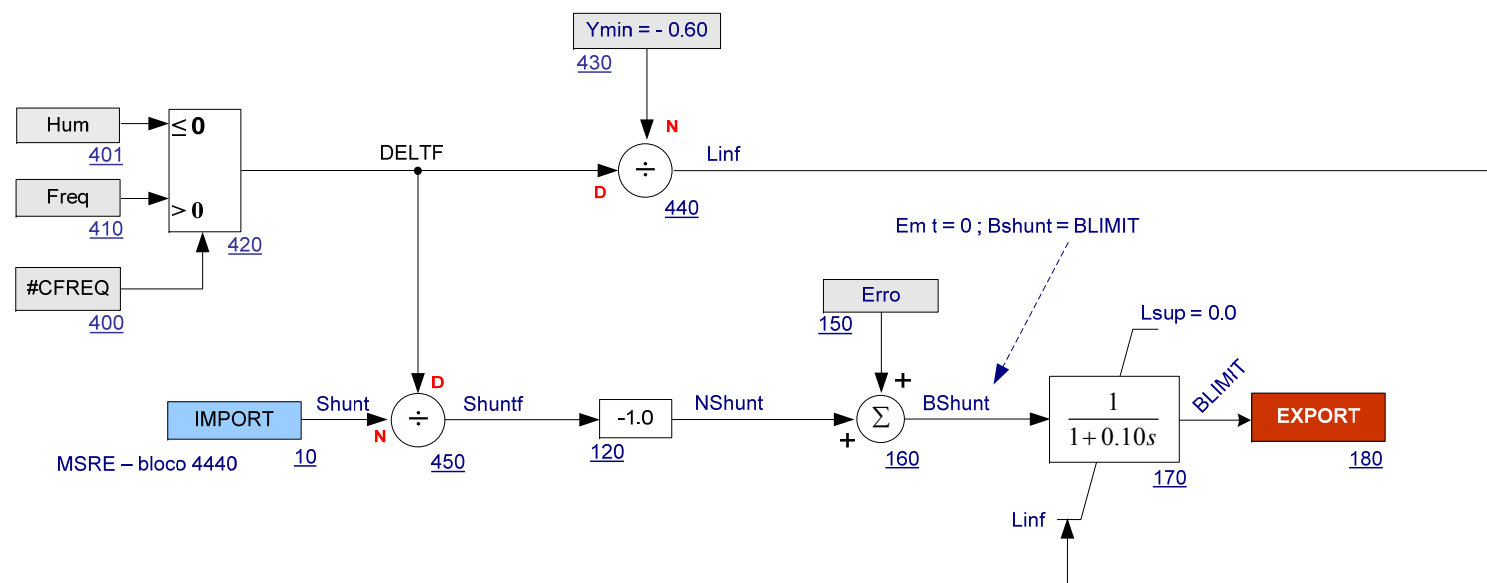 Ymin = - 0.60
430
Hum
401
≤ 0
N
DELTF
÷
Linf
D
440
Freq
410
> 0
420
#CFREQ
400
Em t = 0 ; Bshunt = BLIMIT
Erro
150
Lsup = 0.0
IMPORT
Shunt
N
D
÷
Shuntf
450
-1.0
120
NShunt
+
+
Σ
160
BShunt
1
1 + 0.10s
170
BLIMIT
EXPORT
180
MSRE – bloco 4440
10
Linf